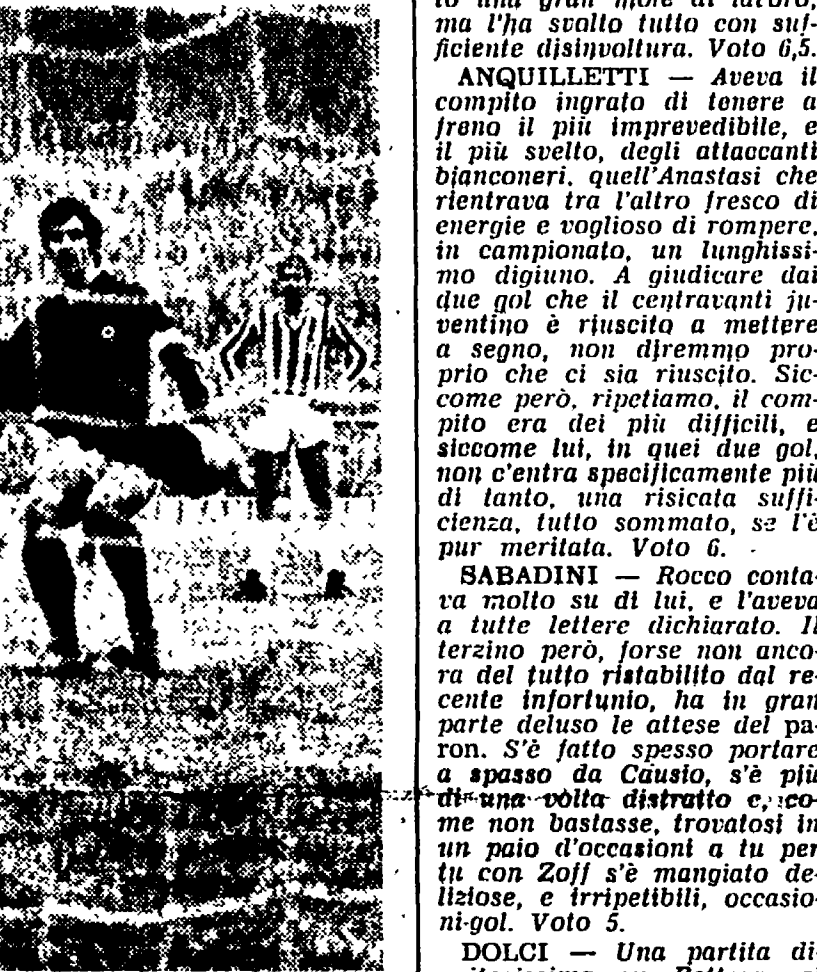 ma l'ha svolto tutto con suf-
ficiente disinvoltura. Voto 6,5.
ANQUILLETTI — Aveva il
compito ingrato di tenere a
freno il più imprevedibile, e
il più svelto, degli attaccanti
bianconeri, quell'Anastasi che
rientrava tra l'altro fresco di
energie e voglioso di rompere,
in campionato, un lunghissi-
mo digiuno. A giudicare dai
due gol che il centravanti ju-
ventino è riuscito a mettere
a segno, non diremmo pro-
prio che ci sia riuscito. Sic-
come però, ripetiamo, il com-
pito era dei più difficili, e
siccome lui, in quei due gol,
non c'entra specificamente più
di tanto, una risicata suffi-
cienza, tutto sommato, se l'è
pur meritata. Voto 6.
SABADINI — Rocco conta-
va molto su di lui, e l'aveva
a tutte lettere dichiarato. Il
terzino però, forse non anco-
ra del tutto ristabilito dal re-
cente infortunio, ha in gran
parte deluso le attese del pa-
ron. S'è fatto spesso portare
a spasso da Causio, s'è più
di una volta distratto e, co-
me non bastasse, trovatosi in
un paio d'occasioni a tu per
tu con Zoff s'è mangiato de-
liziose, e irripetibili, occasio-
ni-gol. Voto 5.
DOLCI — Una partita di-